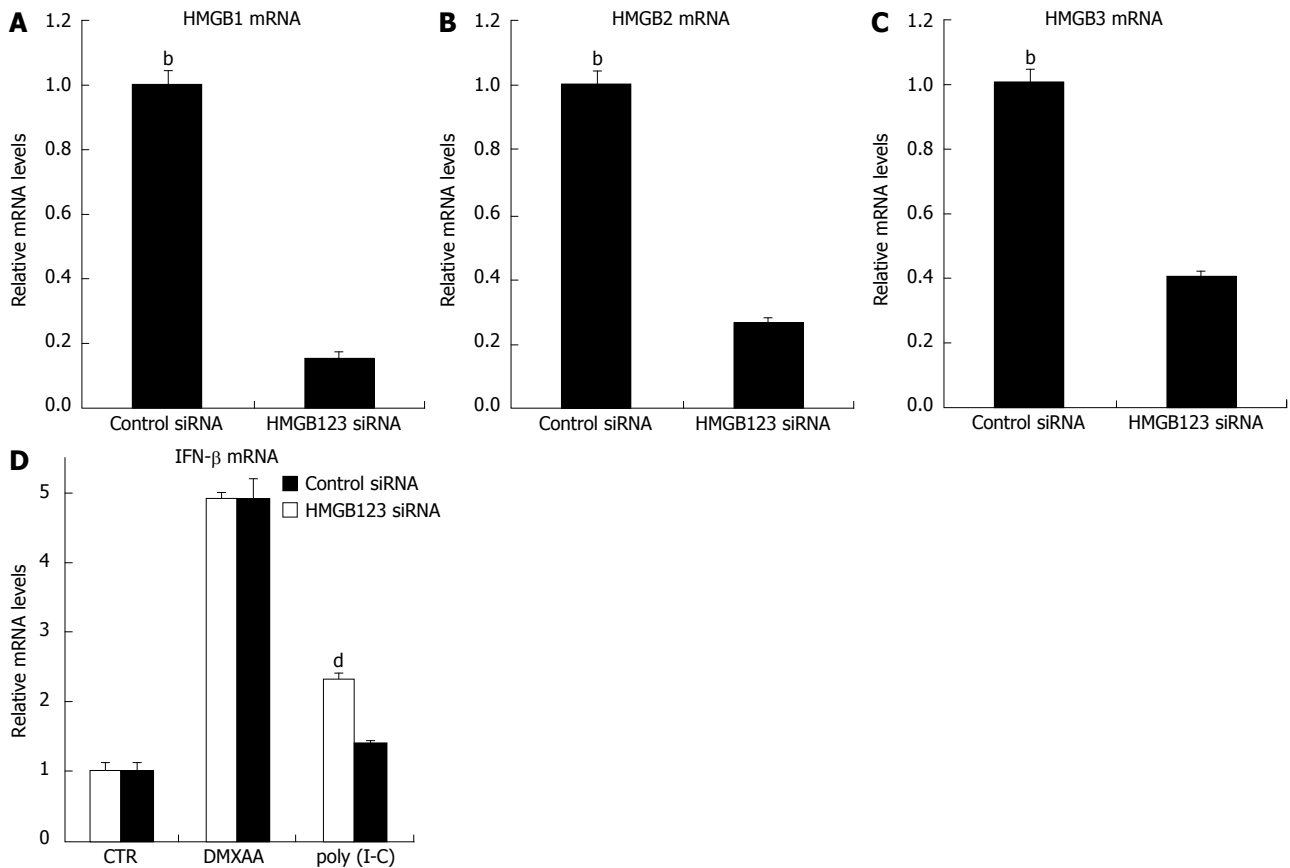 A
HMGB1 mRNA
1.2
1.0
0.8
0.6
0.4
0.2
0.0
Relative mRNA levels
b
Control siRNA
HMGB123 siRNA
B
HMGB2 mRNA
1.2
1.0
0.8
0.6
0.4
0.2
0.0
Relative mRNA levels
b
Control siRNA
HMGB123 siRNA
C
HMGB3 mRNA
1.2
1.0
0.8
0.6
0.4
0.2
0.0
Relative mRNA levels
b
Control siRNA
HMGB123 siRNA
D
IFN-β mRNA
Control siRNA
HMGB123 siRNA
5
4
3
2
1
0
Relative mRNA levels
d
CTR
DMXAA
poly (I-C)